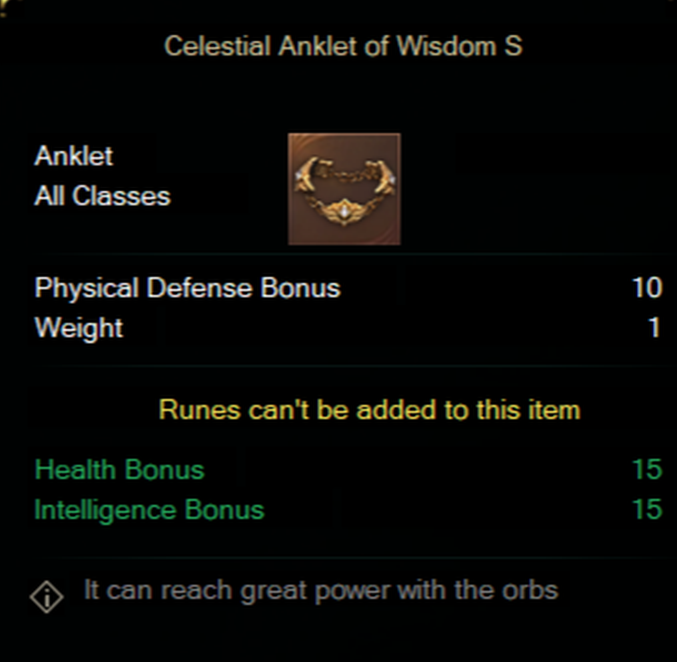 Celestial Anklet of Wisdom S
Anklet
All Classes
Physical Defense Bonus 10
Weight 1
Runes can't be added to this item
Health Bonus 15
Intelligence Bonus 15
It can reach great power with the orbs